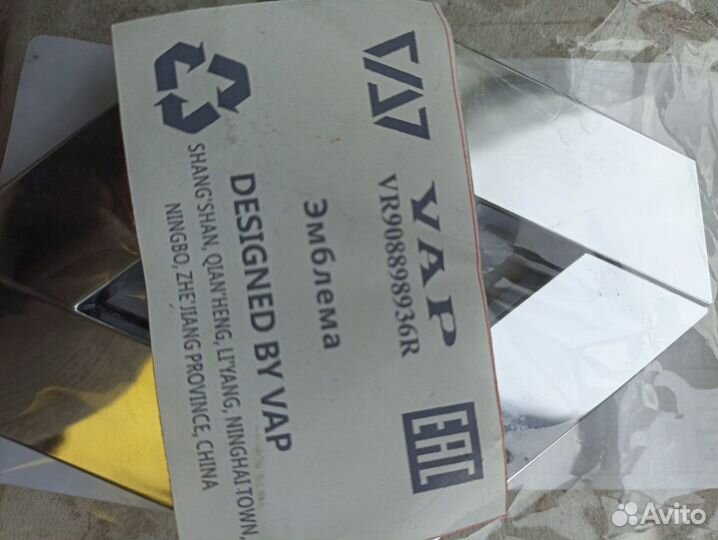 VAP
VR908898936R
EAC
Эмблема
DESIGNED BY VAP
SHANG'SHAN, QIAN'HENG, LI'YANG, NINGHAI TOWN,
NINGBO, ZHE'JIANG PROVINCE, CHINA
Avito